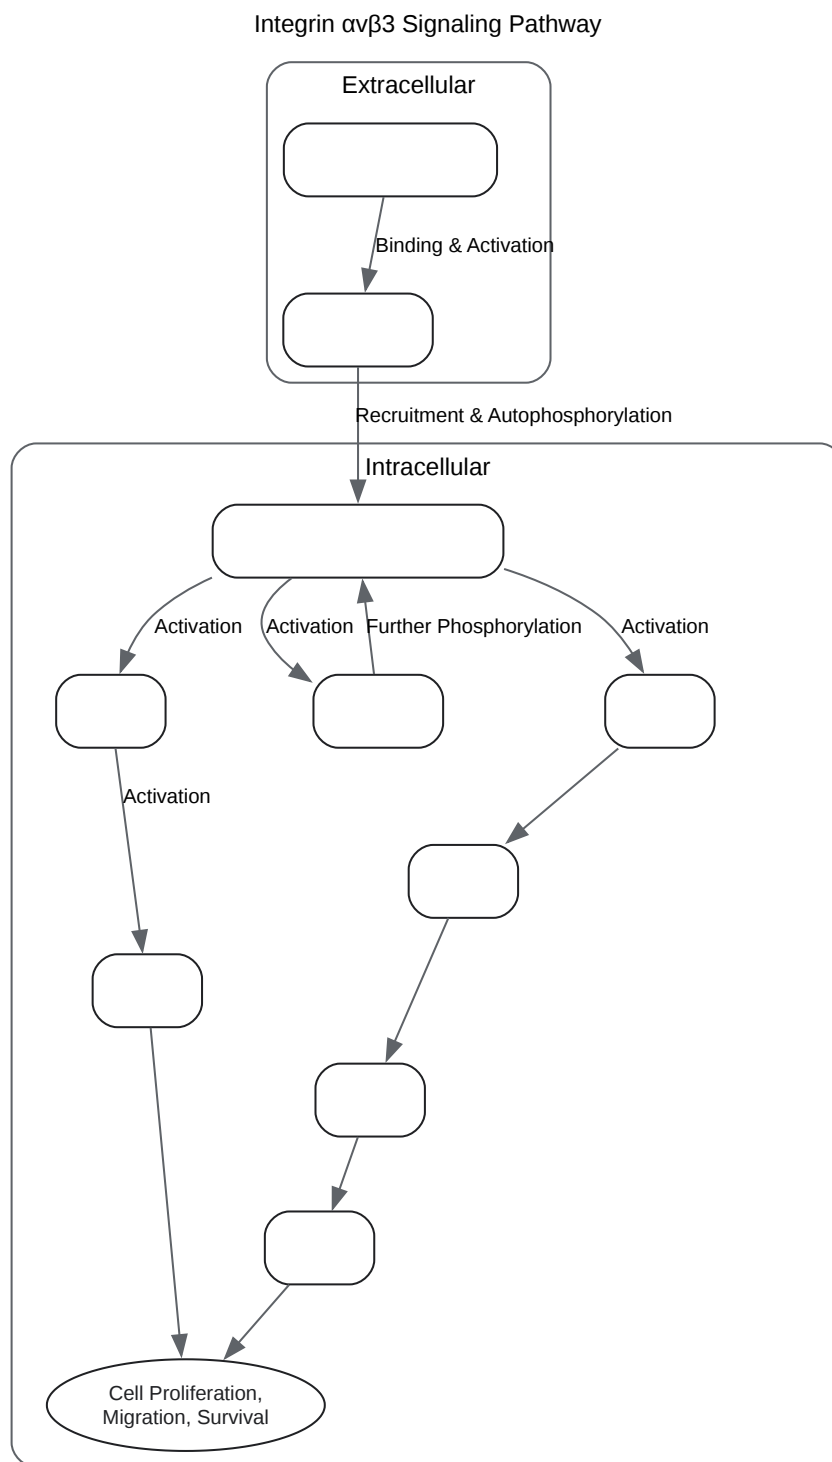 Integrin αvβ3 Signaling Pathway
Extracellular
Binding & Activation
Recruitment & Autophosphorylation
Intracellular
Activation
Activation
Further Phosphorylation
Activation
Activation
Cell Proliferation,
Migration, Survival